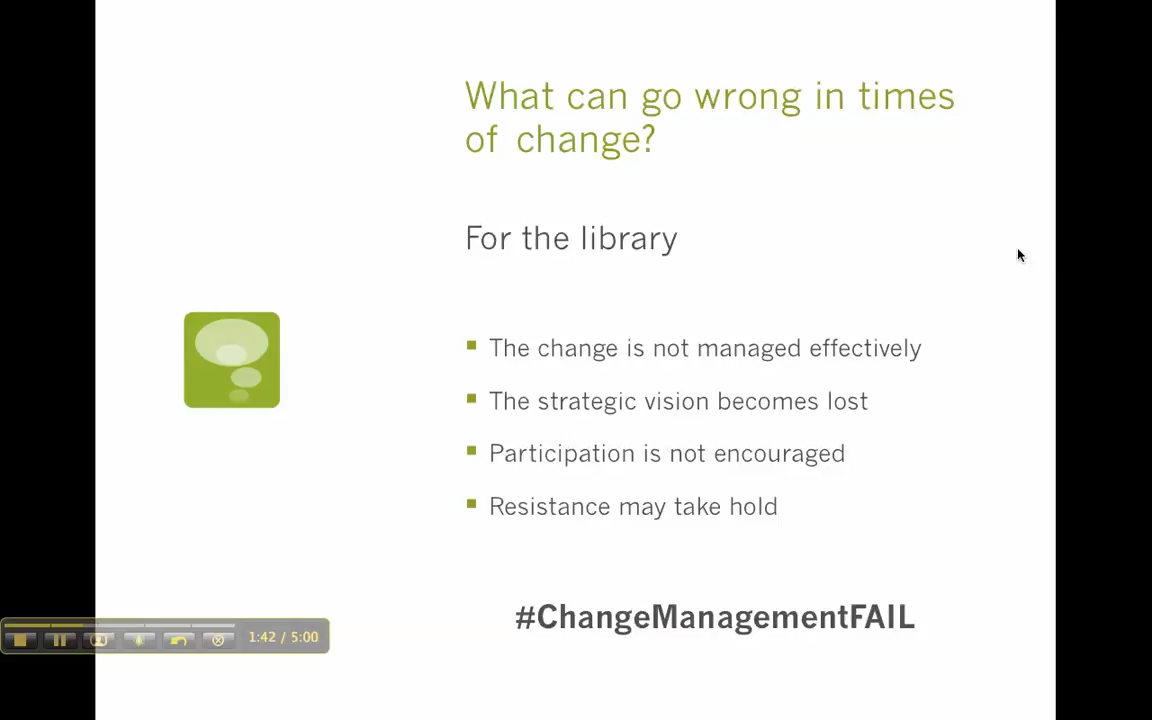 What can go wrong in times
of change?
For the library
The change is not managed effectively
The strategic vision becomes lost
Participation is not encouraged
Resistance may take hold
#ChangeManagementFAIL
1:42 / 5:00